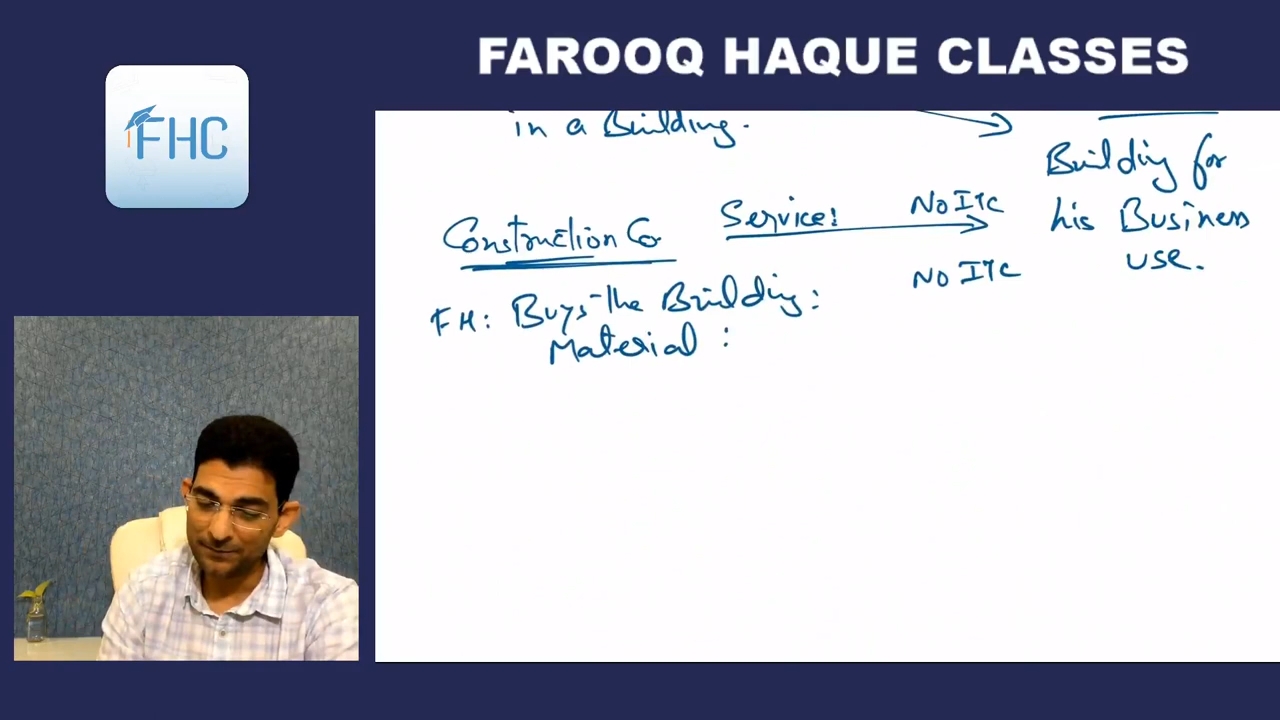 FAROOQ HAQUE CLASSES
FHC
in a Building.
Building for
his Business
use.
Construction Co
Service:
No ITC
No ITC
FH: Buys the Building:
Material :